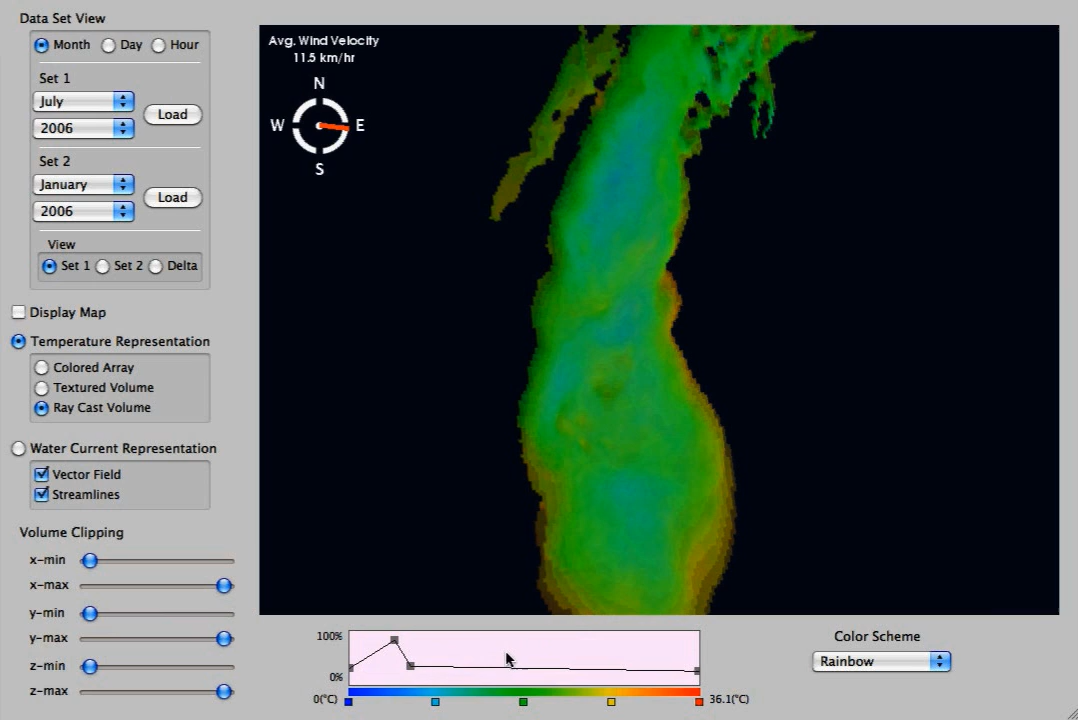 Data Set View
Month Day Hour
Set 1
July
2006
Load
Set 2
January
2006
Load
View
Set 1 Set 2 Delta
Display Map
Temperature Representation
Colored Array
Textured Volume
Ray Cast Volume
Water Current Representation
Vector Field
Streamlines
Volume Clipping
x-min
x-max
y-min
y-max
z-min
z-max
Avg. Wind Velocity
11.5 km/hr
N
W E
S
100%
0%
0(°C) 36.1(°C)
Color Scheme
Rainbow